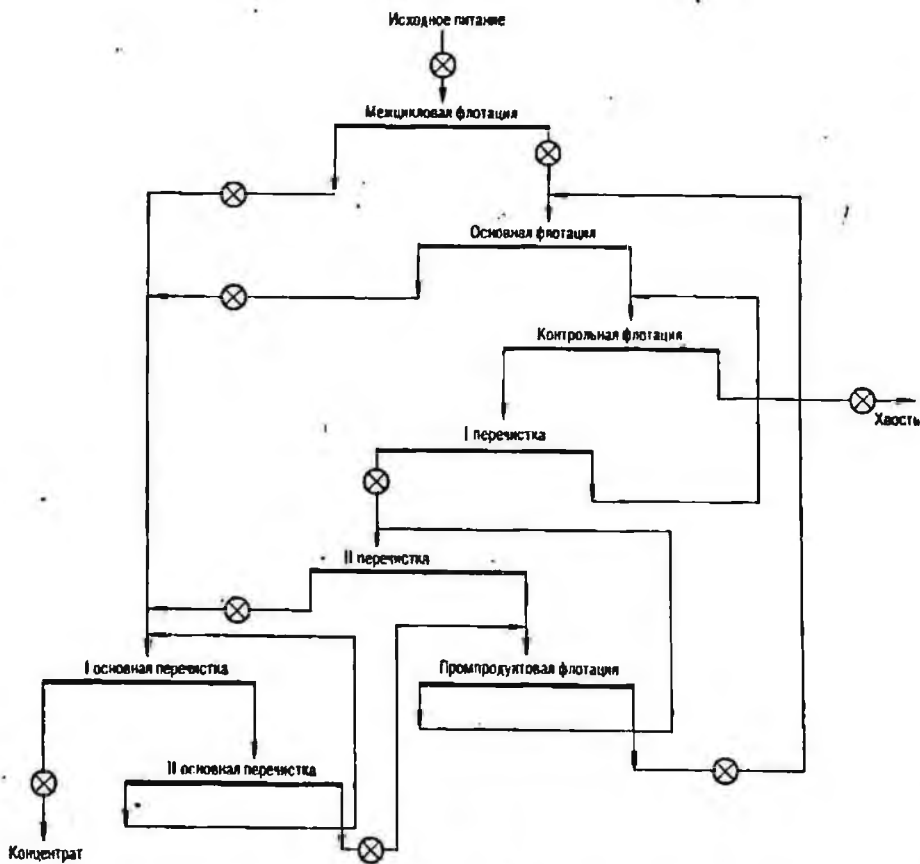 Исходное питание
Межцикловая флотация
Основная флотация
Контрольная флотация
Хвосты
I перечистка
II перечистка
I основная перечистка
Промпродуктовая флотация
II основная перечистка
Концентрат